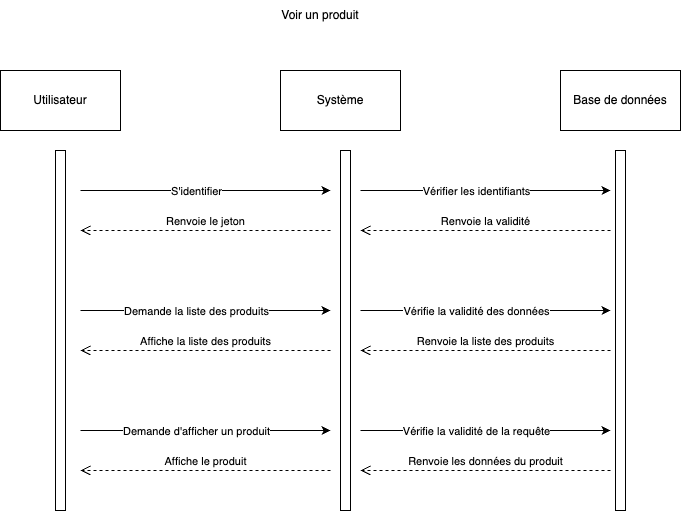 Voir un produit
Utilisateur
Système
Base de données
S'identifier
Vérifier les identifiants
Renvoie le jeton
Renvoie la validité
Demande la liste des produits
Vérifie la validité des données
Affiche la liste des produits
Renvoie la liste des produits
Demande d'afficher un produit
Vérifie la validité de la requête
Affiche le produit
Renvoie les données du produit